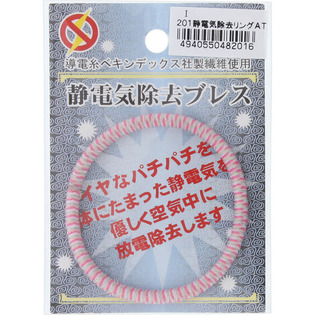 I
201静電気除去リングAT
4940550482016
導電糸ベキンデックス社製繊維使用
静電気除去ブレス
イヤなパチパチを
体にたまった静電気を
優しく空気中に
放電除去します